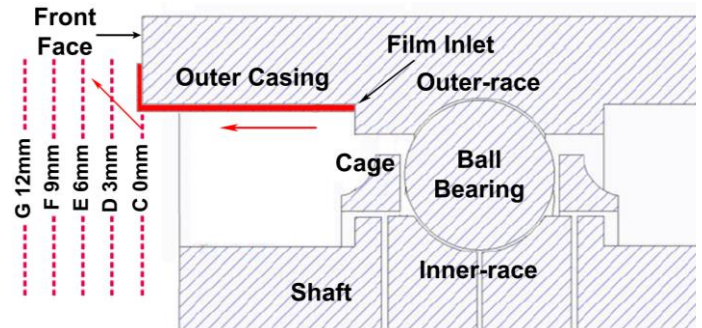 Front
Face
Film Inlet
Outer Casing
Outer-race
Cage
Ball
Bearing
G 12mm
F 9mm
E 6mm
D 3mm
C 0mm
Inner-race
Shaft